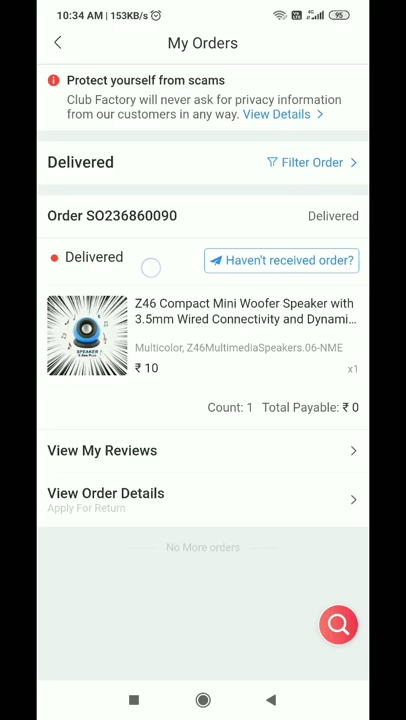 10:34 AM | 153KB/s
4G
95
My Orders
Protect yourself from scams
Club Factory will never ask for privacy information
from our customers in any way. View Details
Delivered
Filter Order
Order SO236860090
Delivered
Delivered
Haven't received order?
Z46 Compact Mini Woofer Speaker with
3.5mm Wired Connectivity and Dynami...
Multicolor, Z46MultimediaSpeakers.06-NME
₹ 10
x1
SPEAKER
Count: 1 Total Payable: ₹ 0
View My Reviews
View Order Details
Apply For Return
No More orders